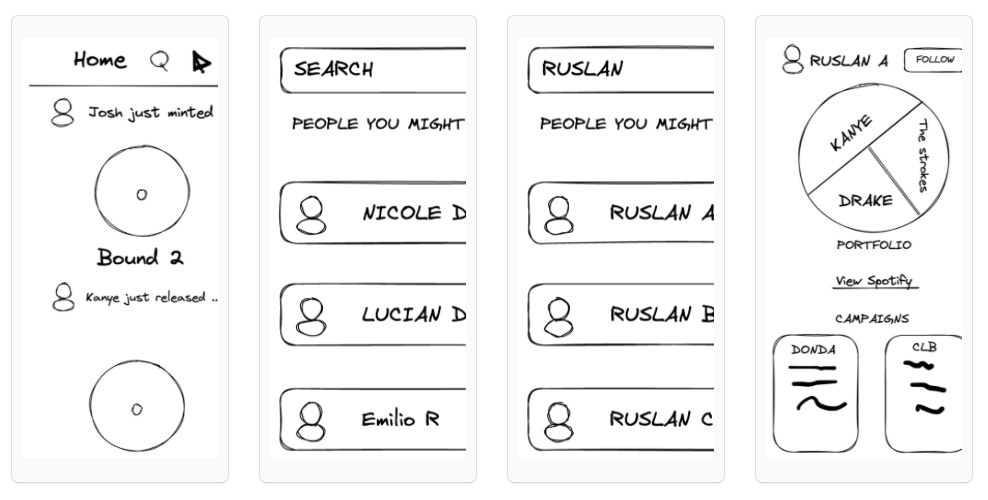 Home
Josh just minted
Bound 2
Kanye just released ..
SEARCH
PEOPLE YOU MIGHT
NICOLE D
LUCIAN D
Emilio R
RUSLAN
PEOPLE YOU MIGHT
RUSLAN A
RUSLAN B
RUSLAN C
RUSLAN A
FOLLOW
KANYE
The strokes
DRAKE
PORTFOLIO
View Spotify
CAMPAIGNS
DONDA
CLB